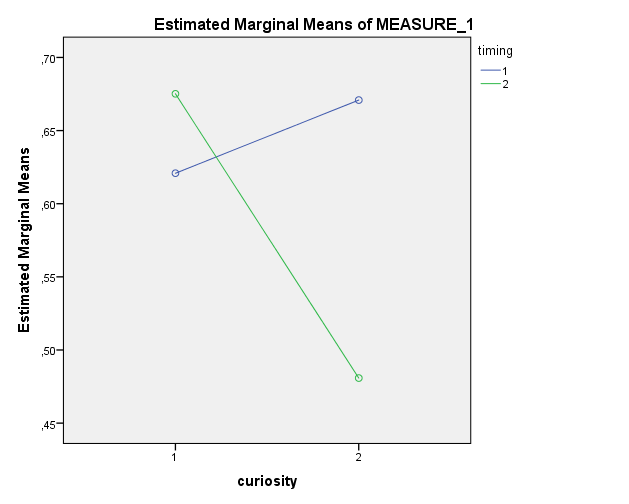 Estimated Marginal Means of MEASURE_1
timing
1
2
Estimated Marginal Means
,70
,65
,60
,55
,50
,45
1 2
curiosity